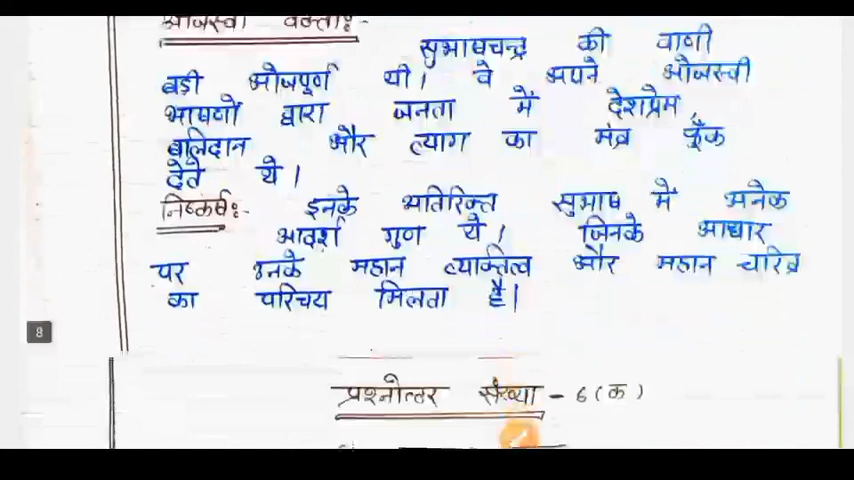 ओजस्वी वक्ता:-
सुभाषचन्द्र की वाणी
बड़ी ओजपूर्ण थी। वे अपने ओजस्वी
भाषणों द्वारा जनता में देशप्रेम,
बलिदान और त्याग का मंत्र फूँक
देते थे।
निष्कर्ष:- इनके अतिरिक्त सुभाष में अनेक
आदर्श गुण थे। जिनके आधार
पर उनके महान व्यक्तित्व और महान चरित्र
का परिचय मिलता है।
8
प्रश्नोत्तर संख्या - 6 (क)